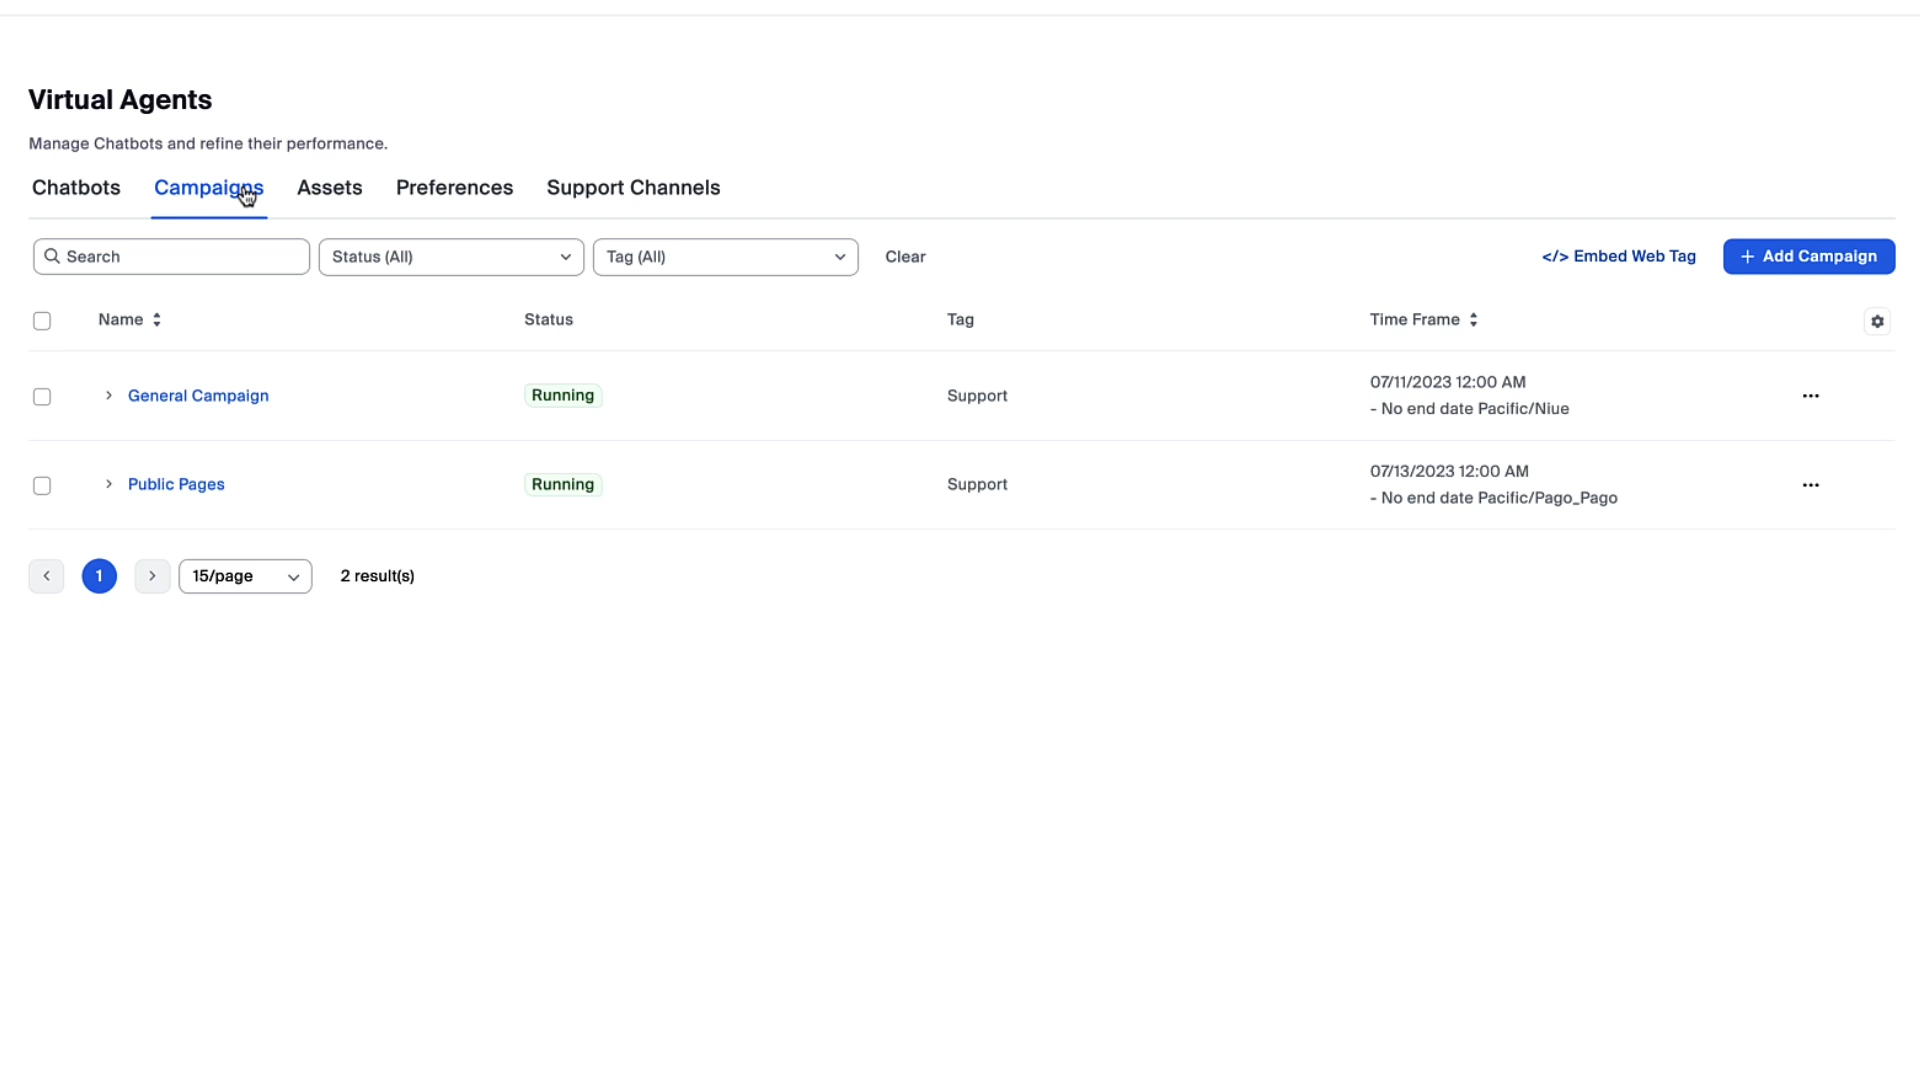 Virtual Agents
Manage Chatbots and refine their performance.
Chatbots Campaigns Assets Preferences Support Channels
Search Status (All) Tag (All) Clear </> Embed Web Tag + Add Campaign
Name Status Tag Time Frame
General Campaign Running Support 07/11/2023 12:00 AM
- No end date Pacific/Niue
Public Pages Running Support 07/13/2023 12:00 AM
- No end date Pacific/Pago_Pago
1 15/page 2 result(s)